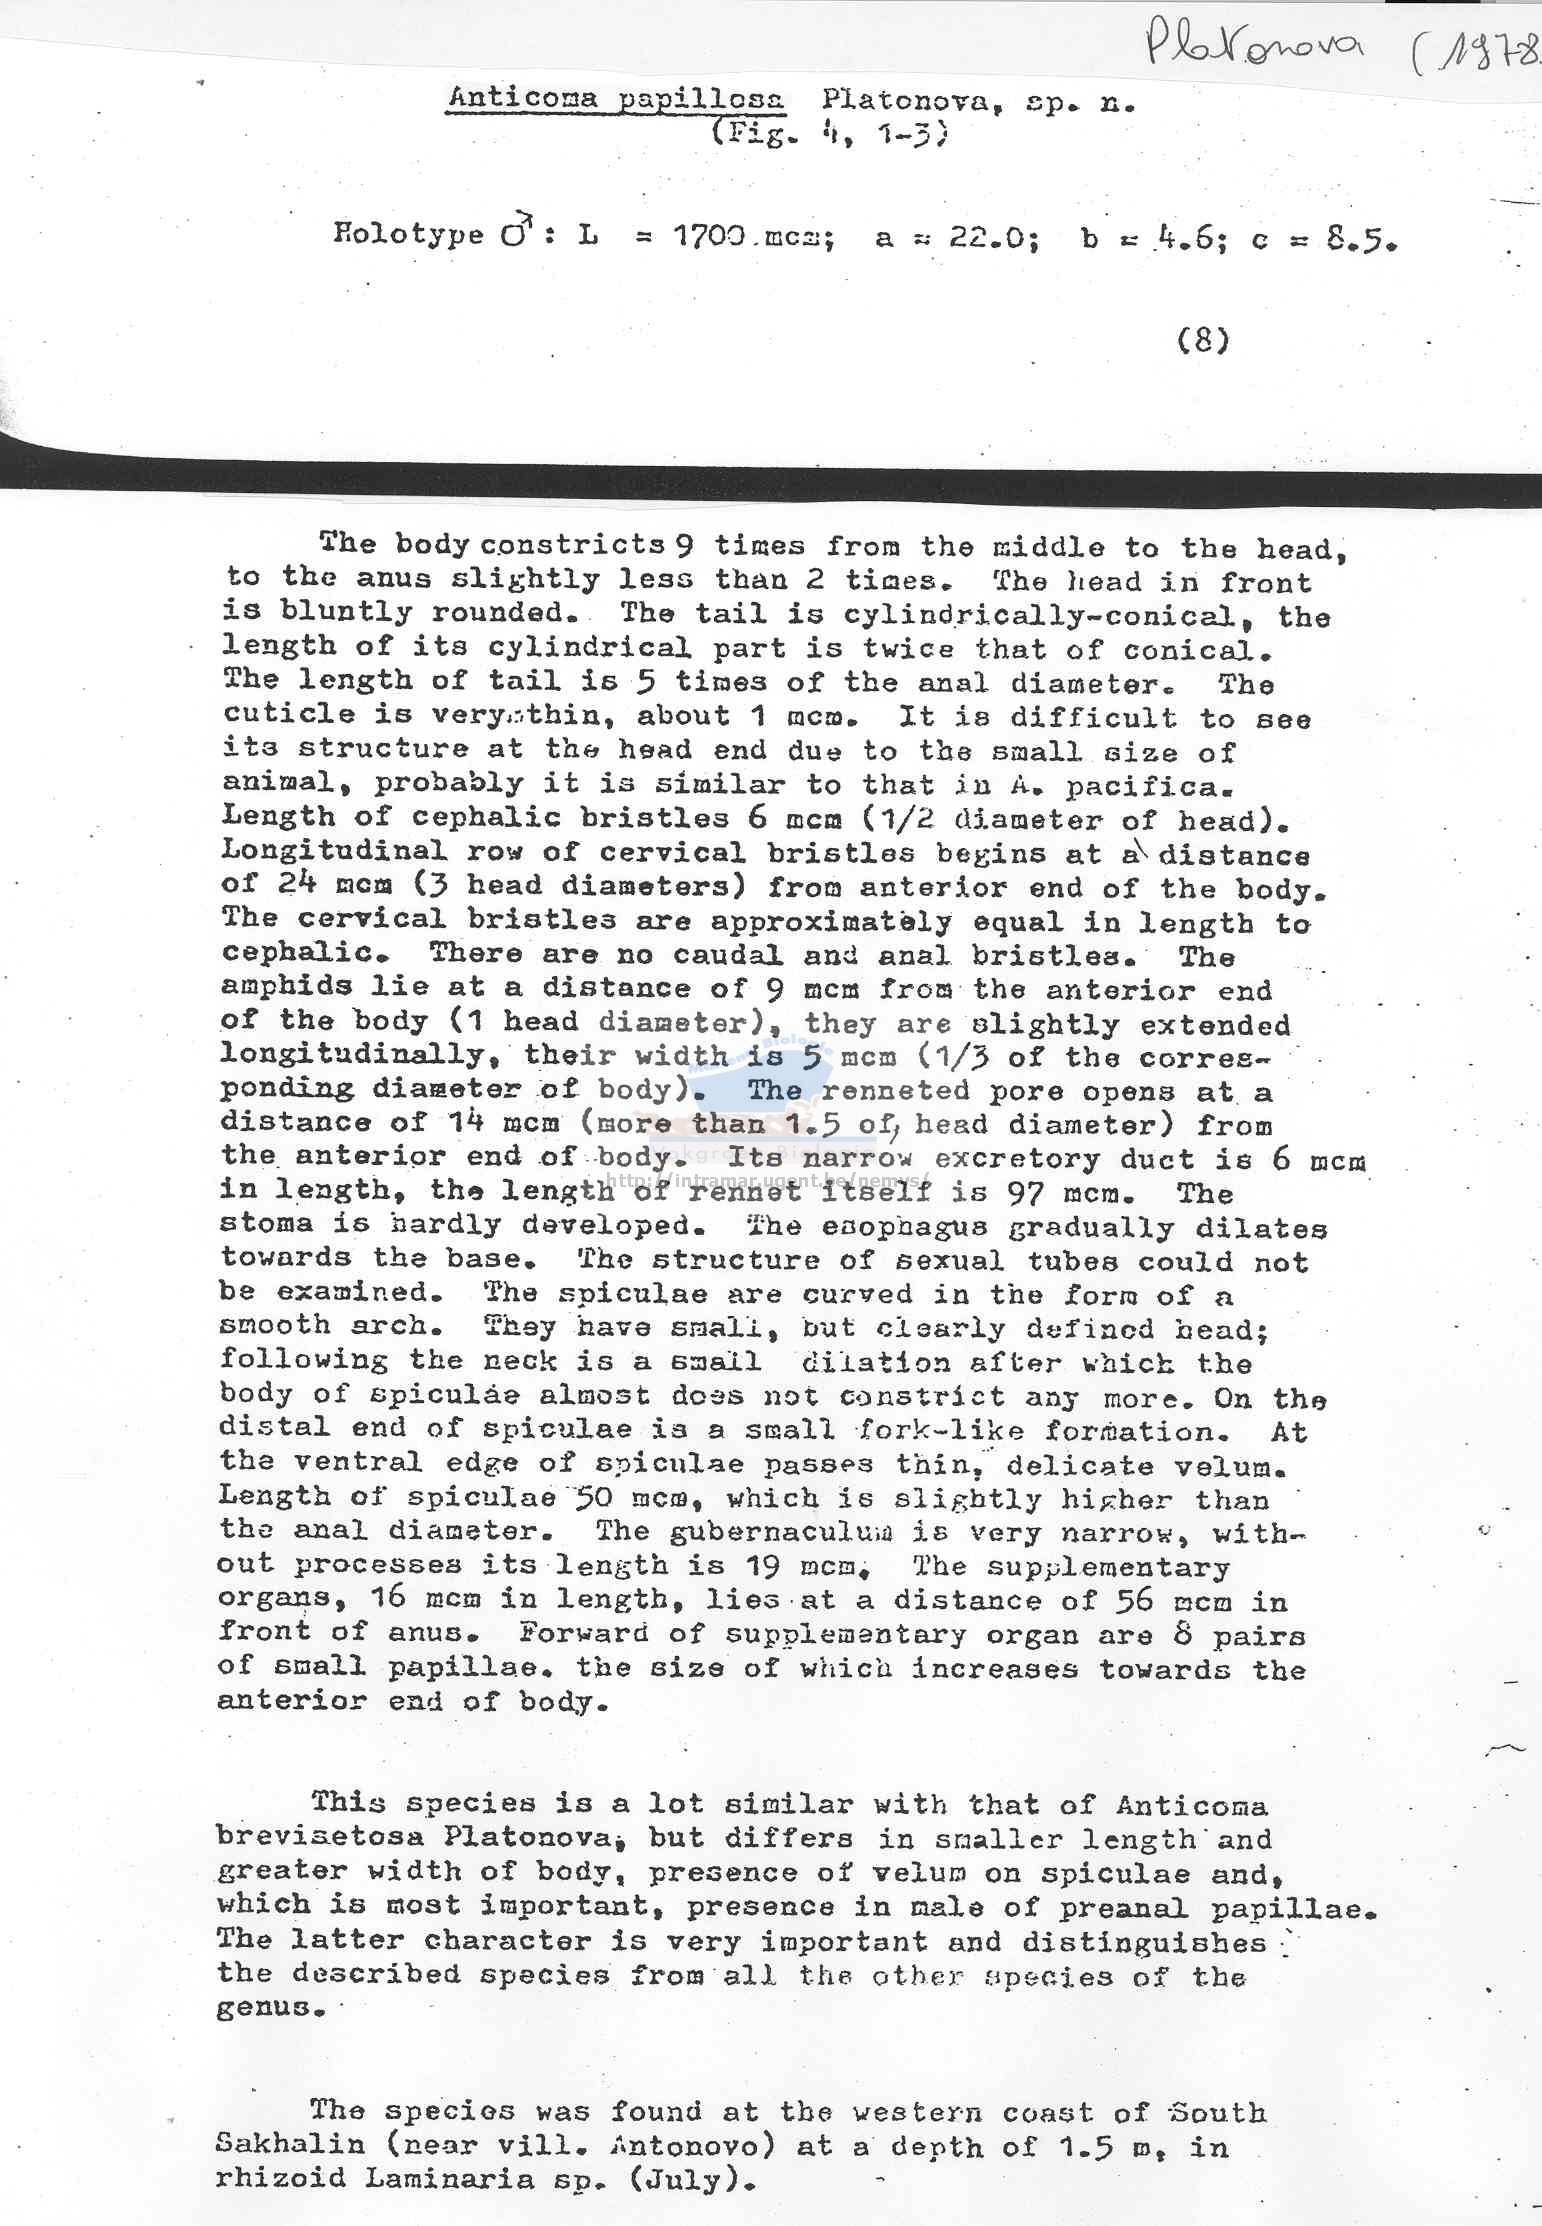 Platonova (1978
Anticoma papillosa Platonova, sp. n.
(Fig. 4, 1-3)
Holotype ♂: L = 1700 mcm; a = 22.0; b = 4.6; c = 8.5.
(8)
The body constricts 9 times from the middle to the head,
to the anus slightly less than 2 times. The head in front
is bluntly rounded. The tail is cylindrically-conical, the
length of its cylindrical part is twice that of conical.
The length of tail is 5 times of the anal diameter. The
cuticle is very thin, about 1 mcm. It is difficult to see
its structure at the head end due to the small size of
animal, probably it is similar to that in A. pacifica.
Length of cephalic bristles 6 mcm (1/2 diameter of head).
Longitudinal row of cervical bristles begins at a distance
of 24 mcm (3 head diameters) from anterior end of the body.
The cervical bristles are approximately equal in length to
cephalic. There are no caudal and anal bristles. The
amphids lie at a distance of 9 mcm from the anterior end
of the body (1 head diameter), they are slightly extended
longitudinally, their width is 5 mcm (1/3 of the corres-
ponding diameter of body). The renneted pore opens at a
distance of 14 mcm (more than 1.5 of, head diameter) from
the anterior end of body. Its narrow excretory duct is 6 mcm
in length, the length of rennet itself is 97 mcm. The
stoma is hardly developed. The esophagus gradually dilates
towards the base. The structure of sexual tubes could not
be examined. The spiculae are curved in the form of a
smooth arch. They have small, but clearly defined head;
following the neck is a small dilation after which the
body of spiculae almost does not constrict any more. On the
distal end of spiculae is a small fork-like formation. At
the ventral edge of spiculae passes thin, delicate velum.
Length of spiculae 50 mcm, which is slightly higher than
the anal diameter. The gubernaculum is very narrow, with-
out processes its length is 19 mcm. The supplementary
organs, 16 mcm in length, lies at a distance of 56 mcm in
front of anus. Forward of supplementary organ are 8 pairs
of small papillae. the size of which increases towards the
anterior end of body.
This species is a lot similar with that of Anticoma
brevisetosa Platonova, but differs in smaller length and
greater width of body, presence of velum on spiculae and,
which is most important, presence in male of preanal papillae.
The latter character is very important and distinguishes
the described species from all the other species of the
genus.
The species was found at the western coast of South
Sakhalin (near vill. Antonovo) at a depth of 1.5 m, in
rhizoid Laminaria sp. (July).
Mariene Biologie
Vakgroep Biologie
http://intramar.ugent.be/nemys/